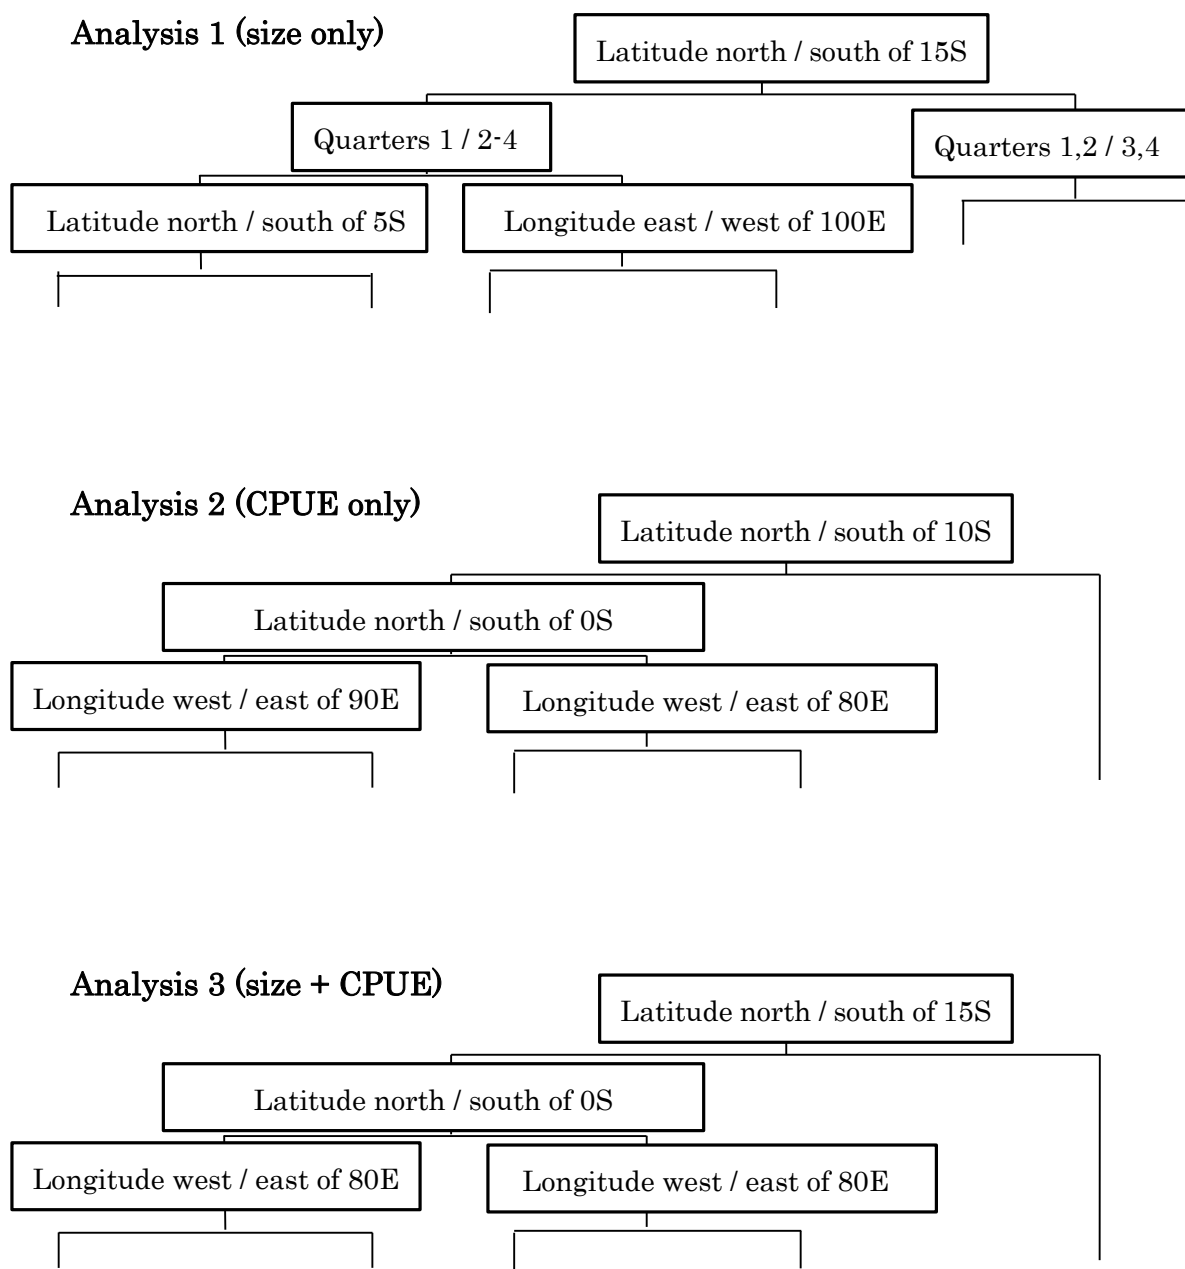 Analysis 1 (size only)
Latitude north / south of 15S
Quarters 1 / 2-4
Quarters 1,2 / 3,4
Latitude north / south of 5S
Longitude east / west of 100E
Analysis 2 (CPUE only)
Latitude north / south of 10S
Latitude north / south of 0S
Longitude west / east of 90E
Longitude west / east of 80E
Analysis 3 (size + CPUE)
Latitude north / south of 15S
Latitude north / south of 0S
Longitude west / east of 80E
Longitude west / east of 80E